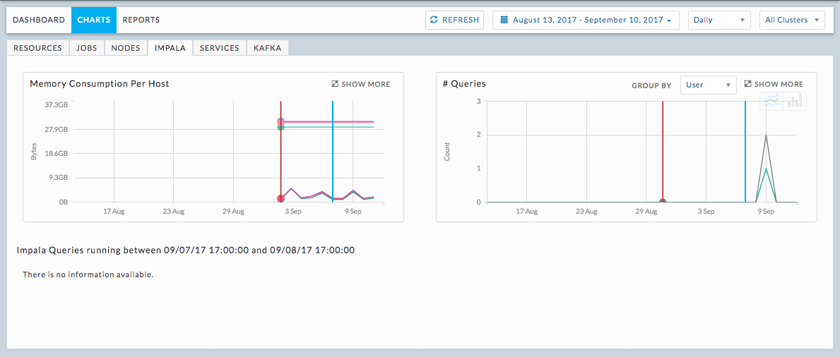 DASHBOARD CHARTS REPORTS REFRESH August 13, 2017 - September 10, 2017 Daily All Clusters
RESOURCES JOBS NODES IMPALA SERVICES KAFKA
Memory Consumption Per Host SHOW MORE
37.3GB
27.9GB
18.6GB
9.3GB
0B
Bytes
17 Aug 23 Aug 29 Aug 3 Sep 9 Sep
# Queries GROUP BY User SHOW MORE
3
2
1
0
Count
17 Aug 23 Aug 29 Aug 3 Sep 9 Sep
Impala Queries running between 09/07/17 17:00:00 and 09/08/17 17:00:00
There is no information available.